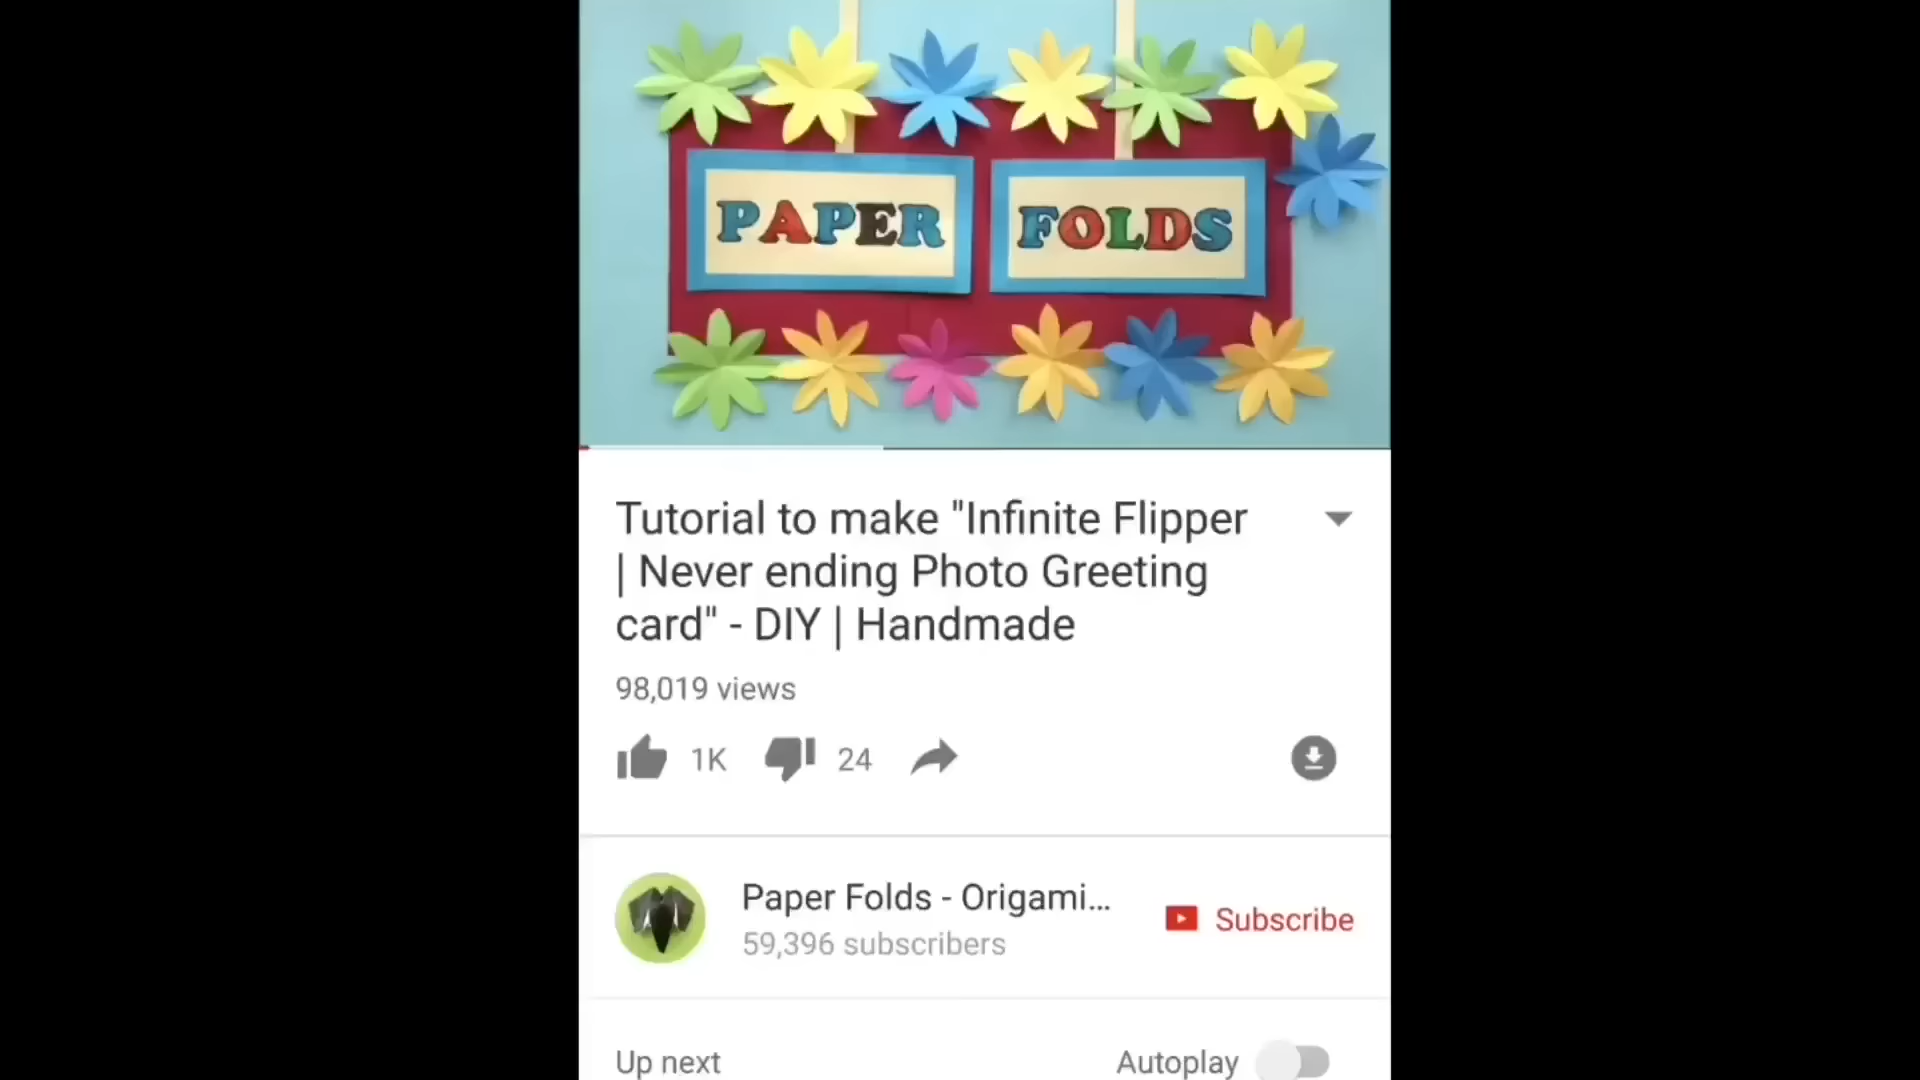 PAPER FOLDS
Tutorial to make "Infinite Flipper
| Never ending Photo Greeting
card" - DIY | Handmade
98,019 views
1K 24
Paper Folds - Origami...
59,396 subscribers
Subscribe
Up next
Autoplay